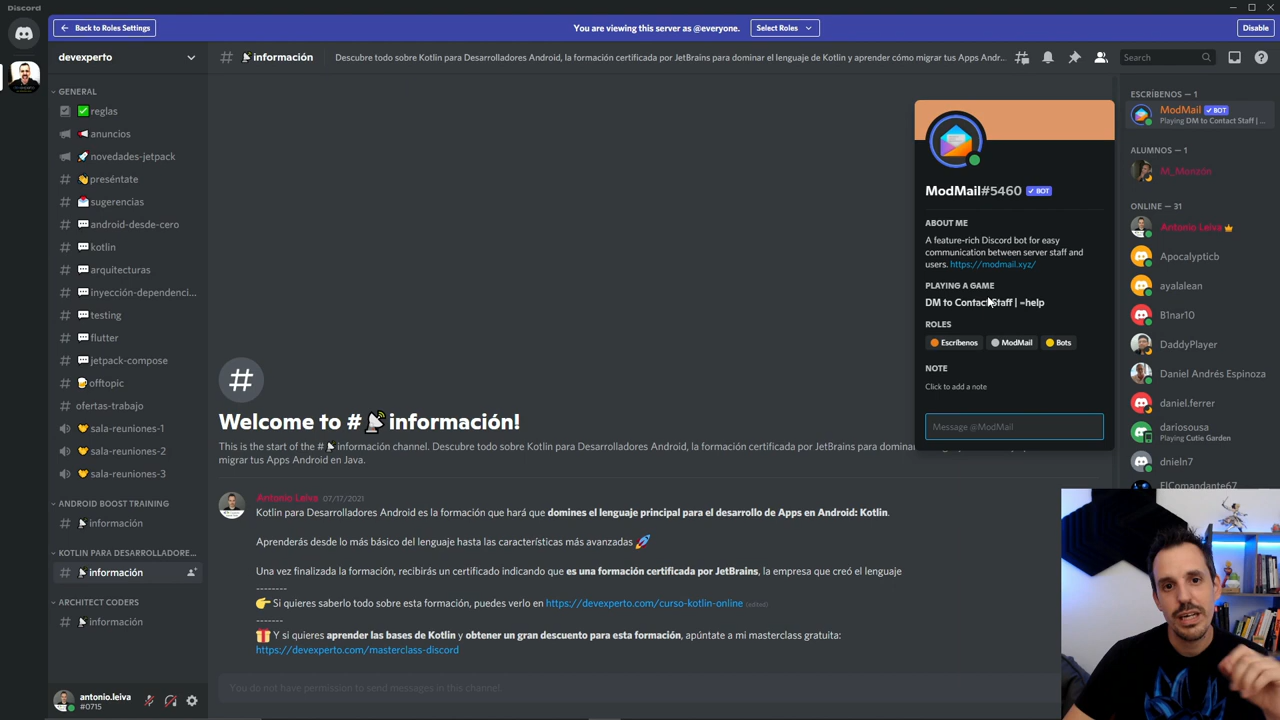 Discord
Back to Roles Settings
You are viewing this server as @everyone.
Select Roles
Disable
devexperto
información
Descubre todo sobre Kotlin para Desarrolladores Android, la formación certificada por JetBrains para dominar el lenguaje de Kotlin y aprender cómo migrar tus Apps Andr...
Search
GENERAL
reglas
anuncios
novedades-jetpack
preséntate
sugerencias
android-desde-cero
kotlin
arquitecturas
inyección-dependenci...
testing
flutter
jetpack-compose
offtopic
ofertas-trabajo
sala-reuniones-1
sala-reuniones-2
sala-reuniones-3
ANDROID BOOST TRAINING
información
KOTLIN PARA DESARROLLADORE...
información
ARCHITECT CODERS
información
antonio.leiva
#0715
Welcome to # información!
This is the start of the # información channel. Descubre todo sobre Kotlin para Desarrolladores Android, la formación certificada por JetBrains para dominar
migrar tus Apps Android en Java.
Antonio Leiva 07/17/2021
Kotlin para Desarrolladores Android es la formación que hará que domines el lenguaje principal para el desarrollo de Apps en Android: Kotlin.
Aprenderás desde lo más básico del lenguaje hasta las características más avanzadas
Una vez finalizada la formación, recibirás un certificado indicando que es una formación certificada por JetBrains, la empresa que creó el lenguaje
--------
Si quieres saberlo todo sobre esta formación, puedes verlo en https://devexperto.com/curso-kotlin-online (edited)
-------
Y si quieres aprender las bases de Kotlin y obtener un gran descuento para esta formación, apúntate a mi masterclass gratuita:
https://devexperto.com/masterclass-discord
You do not have permission to send messages in this channel.
ModMail#5460 BOT
ABOUT ME
A feature-rich Discord bot for easy
communication between server staff and
users. https://modmail.xyz/
PLAYING A GAME
DM to Contact Staff | =help
ROLES
Escríbenos
ModMail
Bots
NOTE
Click to add a note
Message @ModMail
ESCRÍBENOS — 1
ModMail BOT
Playing DM to Contact Staff | ...
ALUMNOS — 1
M_Monzón
ONLINE — 31
Antonio Leiva
Apocalypticb
ayalalean
B1nar10
DaddyPlayer
Daniel Andrés Espinoza
daniel.ferrer
dariosousa
Playing Cutie Garden
dnieln7
ElComandante67